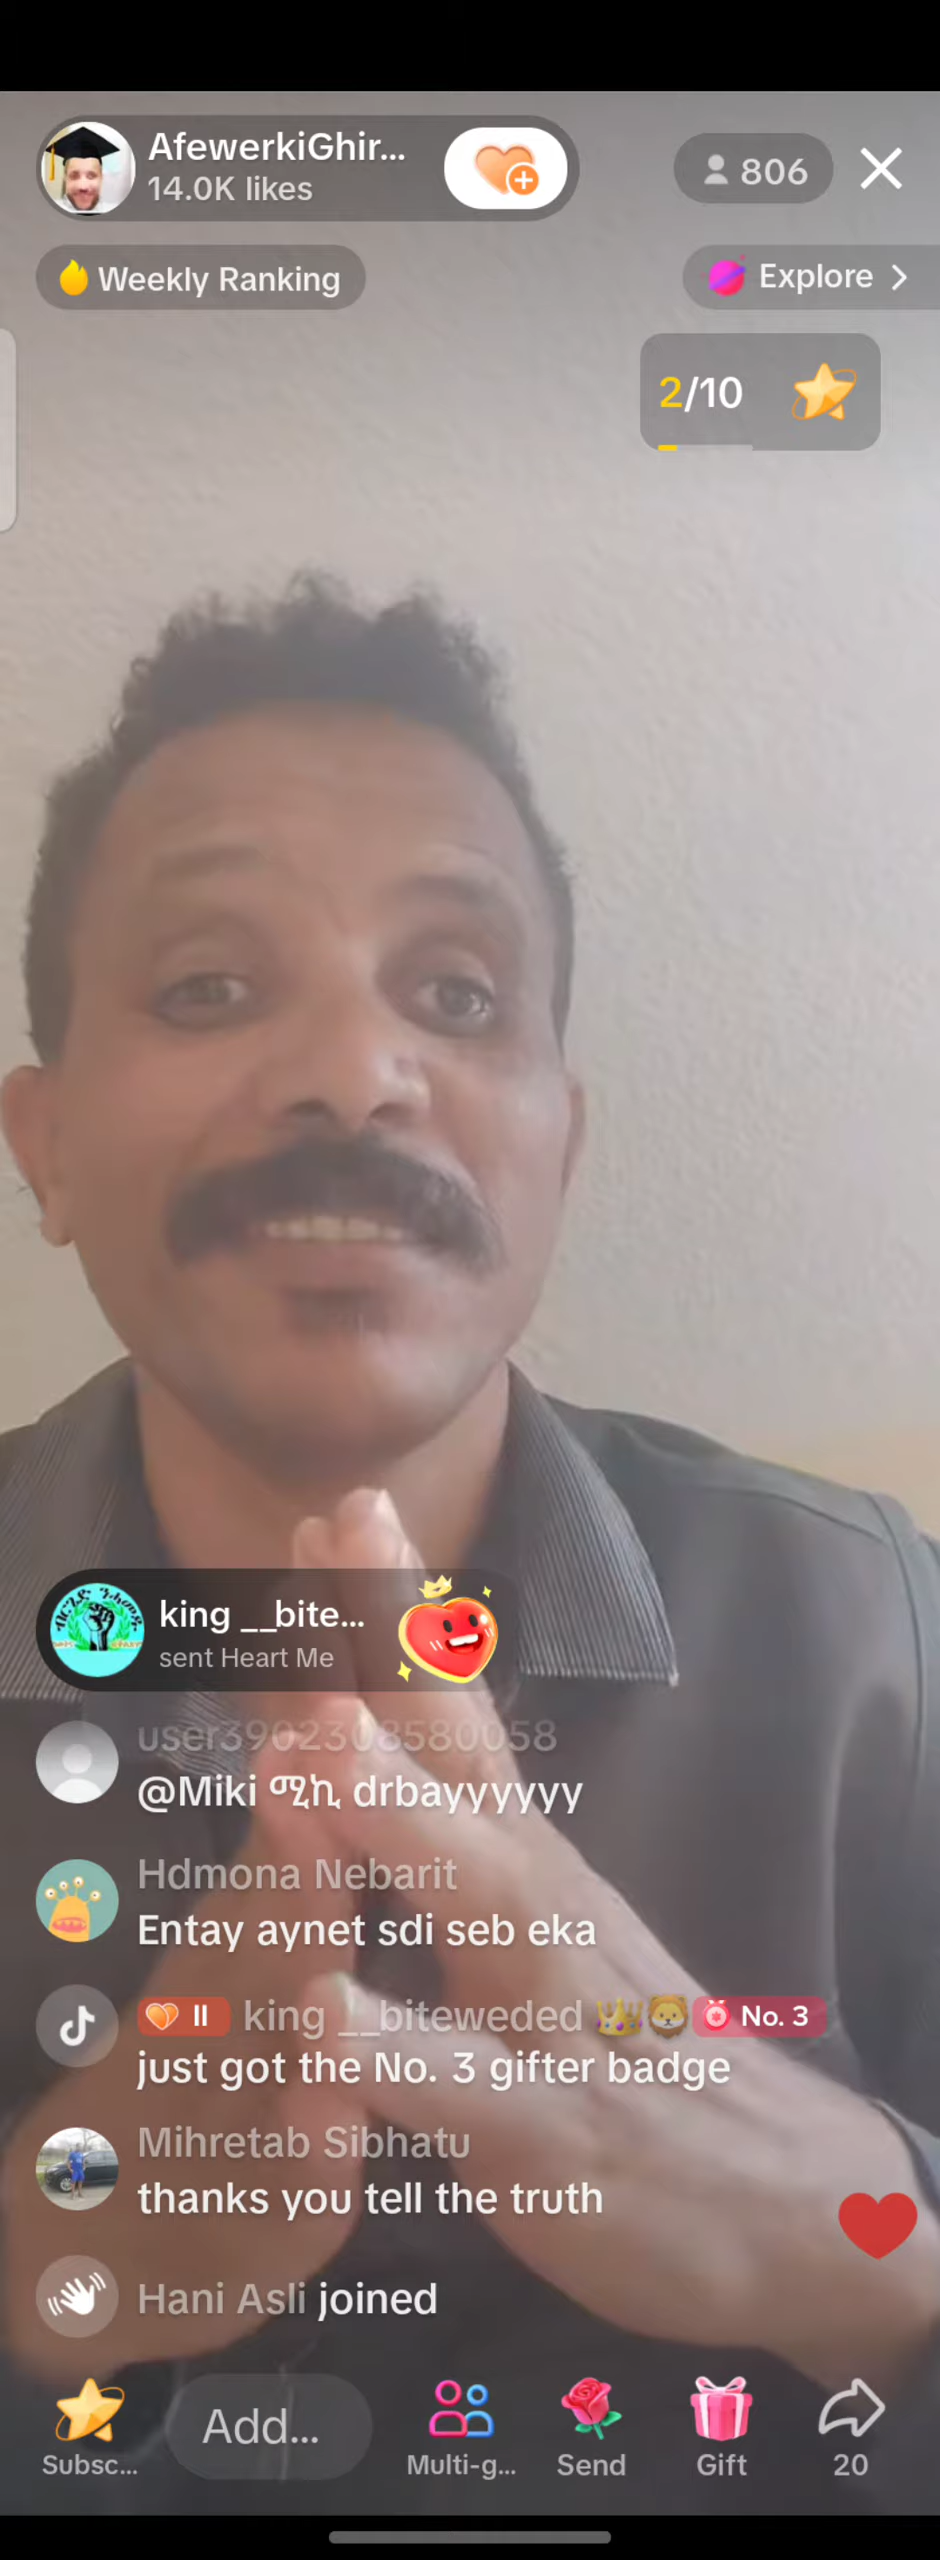 AfewerkiGhir...
14.0K likes
806
Weekly Ranking
Explore
2/10
king __bite...
sent Heart Me
user3902308580058
@Miki ሚኪ drbayyyyyy
Hdmona Nebarit
Entay aynet sdi seb eka
II king __biteweded No. 3
just got the No. 3 gifter badge
Mihretab Sibhatu
thanks you tell the truth
Hani Asli joined
Subsc...
Add...
Multi-g...
Send
Gift
20